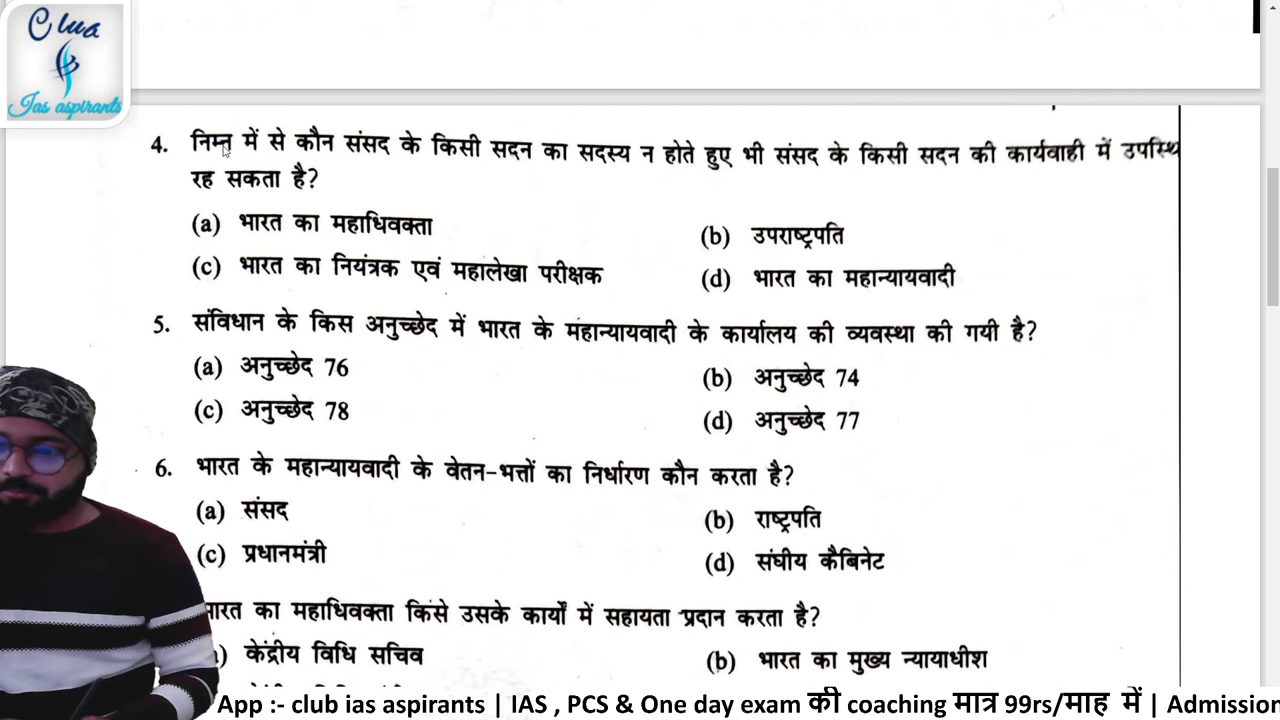 Clua
Ias aspirants
4. निम्न में से कौन संसद के किसी सदन का सदस्य न होते हुए भी संसद के किसी सदन की कार्यवाही में उपस्थि
रह सकता है?
(a) भारत का महाधिवक्ता
(b) उपराष्ट्रपति
(c) भारत का नियंत्रक एवं महालेखा परीक्षक
(d) भारत का महान्यायवादी
5. संविधान के किस अनुच्छेद में भारत के महान्यायवादी के कार्यालय की व्यवस्था की गयी है?
(a) अनुच्छेद 76
(b) अनुच्छेद 74
(c) अनुच्छेद 78
(d) अनुच्छेद 77
6. भारत के महान्यायवादी के वेतन-भत्तों का निर्धारण कौन करता है?
(a) संसद
(b) राष्ट्रपति
(c) प्रधानमंत्री
(d) संघीय कैबिनेट
भारत का महाधिवक्ता किसे उसके कार्यों में सहायता प्रदान करता है?
) केंद्रीय विधि सचिव
(b) भारत का मुख्य न्यायाधीश
App :- club ias aspirants | IAS , PCS & One day exam की coaching मात्र 99rs/माह में | Admission